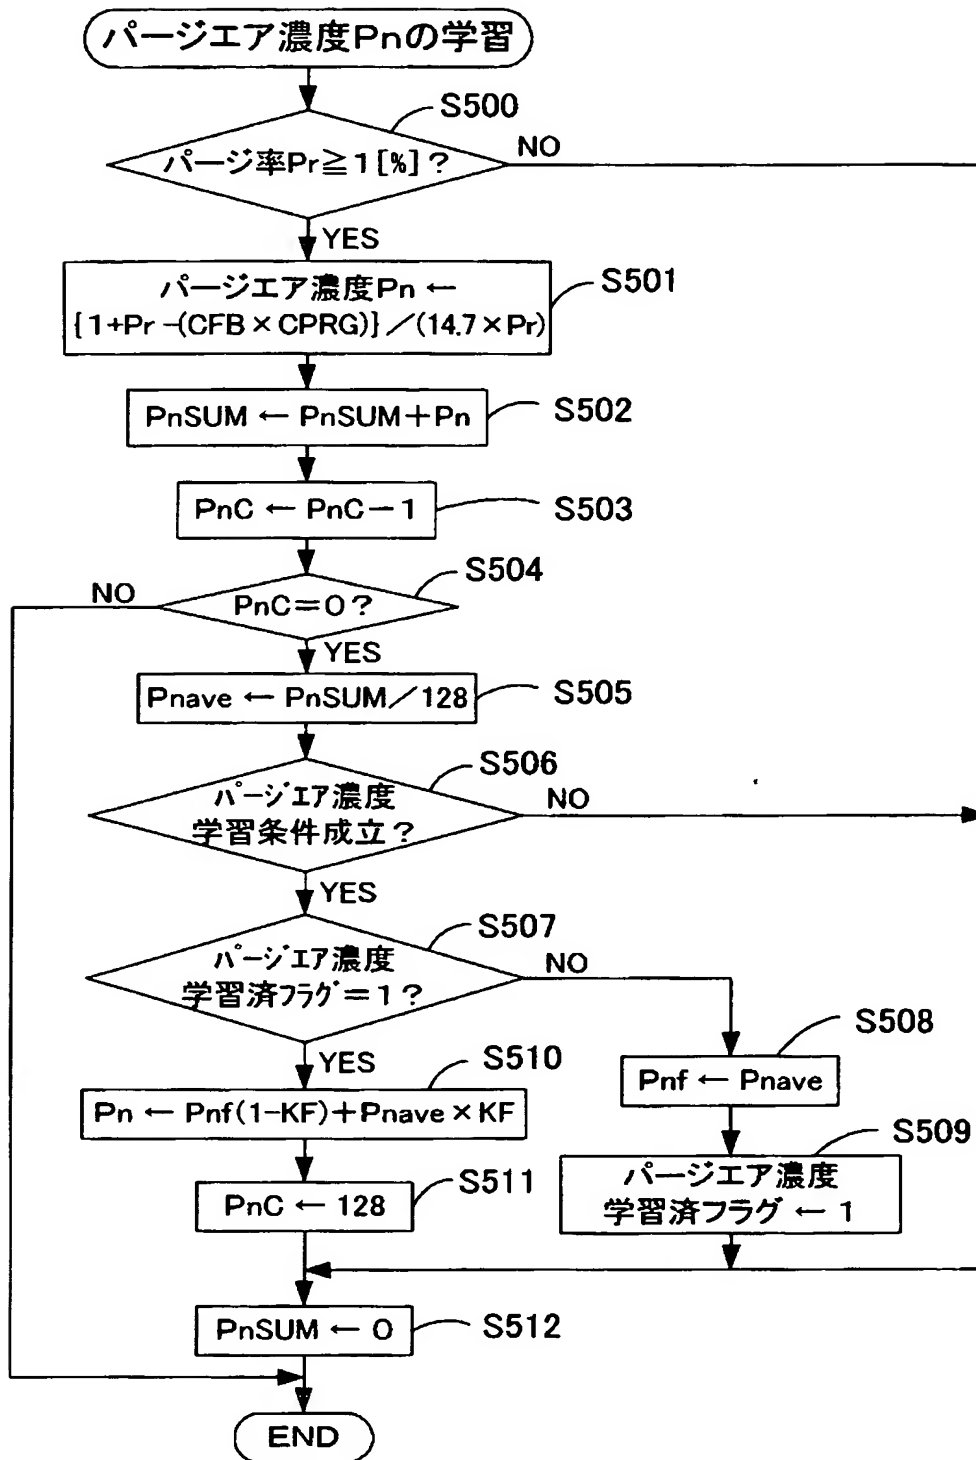 パージエア濃度Pnの学習
S500
パージ率Pr≧1[%]?
NO
YES
S501
パージエア濃度Pn ←
{1+Pr-(CFB×CPRG)}/(14.7×Pr)
PnSUM ← PnSUM+Pn
S502
PnC ← PnC-1
S503
S504
NO
PnC=0?
YES
Pnave ← PnSUM/128
S505
S506
パージエア濃度
学習条件成立?
NO
YES
S507
パージエア濃度
学習済フラグ=1?
NO
YES
S508
Pnf ← Pnave
S510
Pn ← Pnf(1-KF)+Pnave×KF
S509
パージエア濃度
学習済フラグ ← 1
S511
PnC ← 128
PnSUM ← 0
S512
END